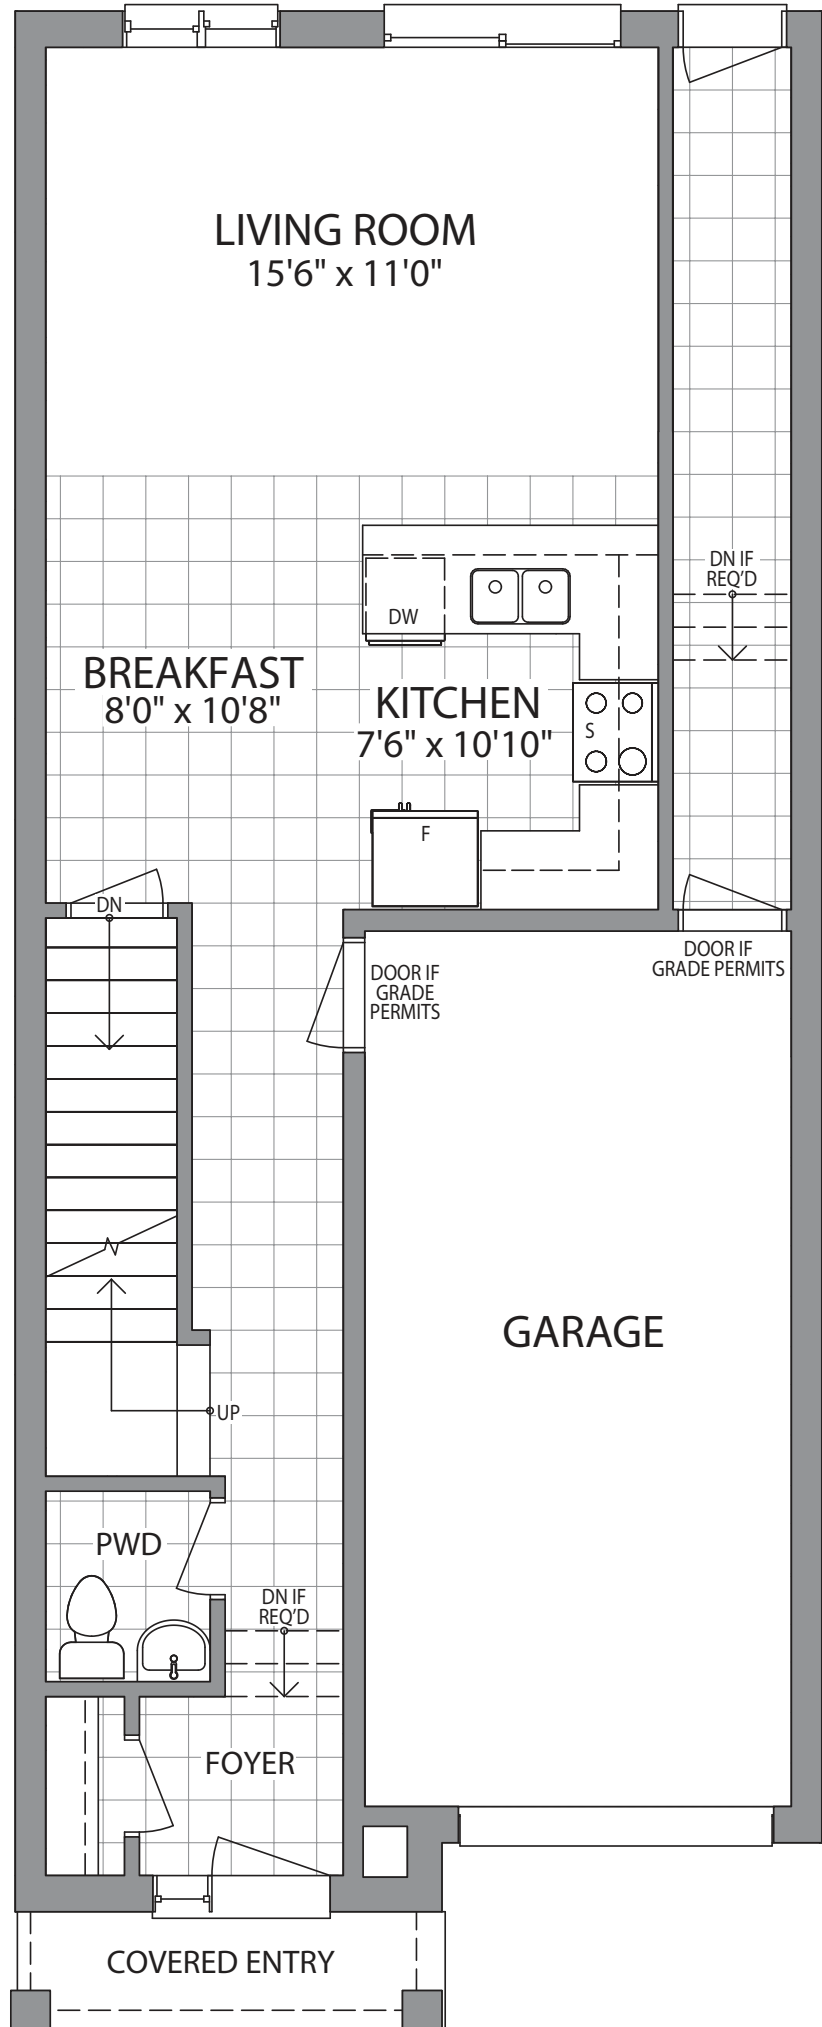 LIVING ROOM
15'6" x 11'0"
DN IF
REQ'D
DW
BREAKFAST
8'0" x 10'8"
KITCHEN
7'6" x 10'10"
S
F
DN
DOOR IF
GRADE
PERMITS
DOOR IF
GRADE PERMITS
GARAGE
UP
PWD
DN IF
REQ'D
FOYER
COVERED ENTRY